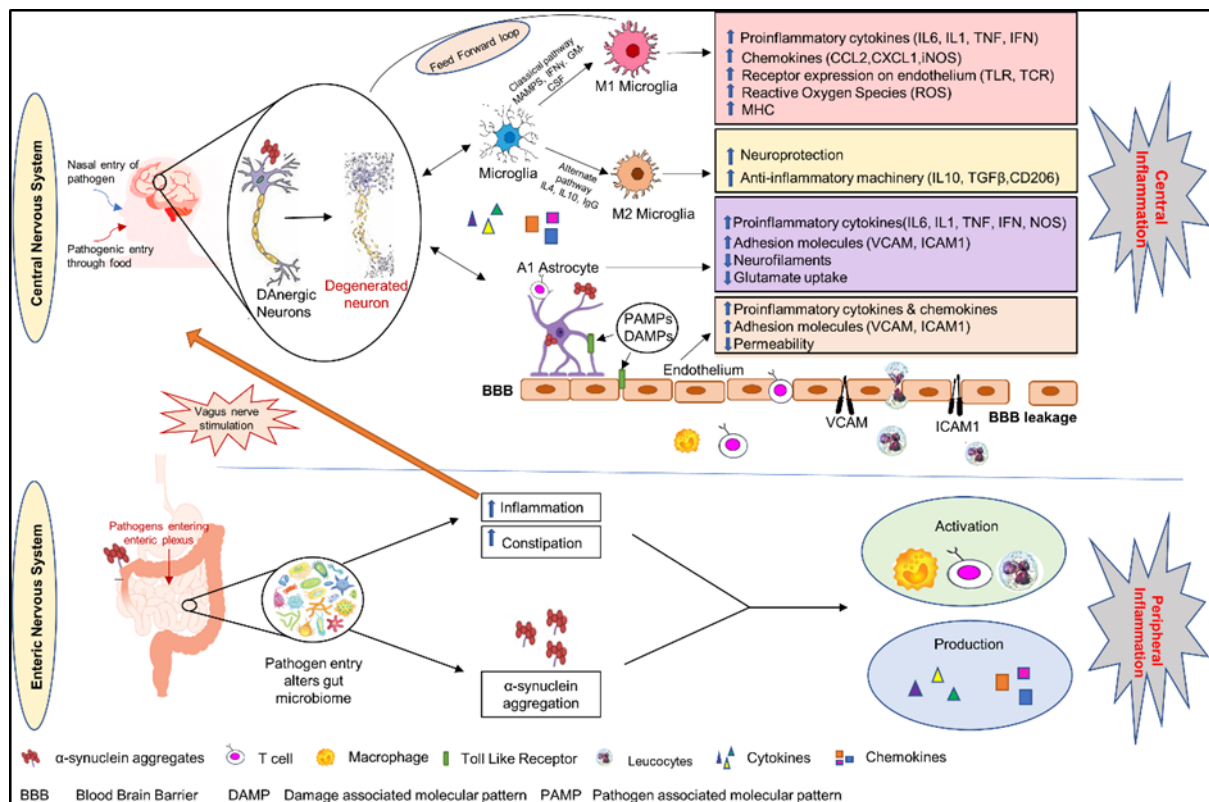 Central Nervous System
Nasal entry of
pathogen
Pathogenic entry
through food
DAnergic
Neurons
Degenerated
neuron
Feed Forward loop
Classical pathway
MAMPS, IFNγ, GM-
CSF
M1 Microglia
Microglia
Alternate
pathway
IL4, IL10, IgG
M2 Microglia
A1 Astrocyte
PAMPs
DAMPs
Endothelium
BBB
VCAM
ICAM1
BBB leakage
Proinflammatory cytokines (IL6, IL1, TNF, IFN)
Chemokines (CCL2,CXCL1,iNOS)
Receptor expression on endothelium (TLR, TCR)
Reactive Oxygen Species (ROS)
MHC
Neuroprotection
Anti-inflammatory machinery (IL10, TGFβ,CD206)
Proinflammatory cytokines(IL6, IL1, TNF, IFN, NOS)
Adhesion molecules (VCAM, ICAM1)
Neurofilaments
Glutamate uptake
Proinflammatory cytokines & chemokines
Adhesion molecules (VCAM, ICAM1)
Permeability
Central
Inflammation
Vagus nerve
stimulation
Enteric Nervous System
Pathogens entering
enteric plexus
Pathogen entry
alters gut
microbiome
Inflammation
Constipation
α-synuclein
aggregation
Activation
Production
Peripheral
Inflammation
α-synuclein aggregates T cell Macrophage Toll Like Receptor Leucocytes Cytokines Chemokines
BBB Blood Brain Barrier DAMP Damage associated molecular pattern PAMP Pathogen associated molecular pattern